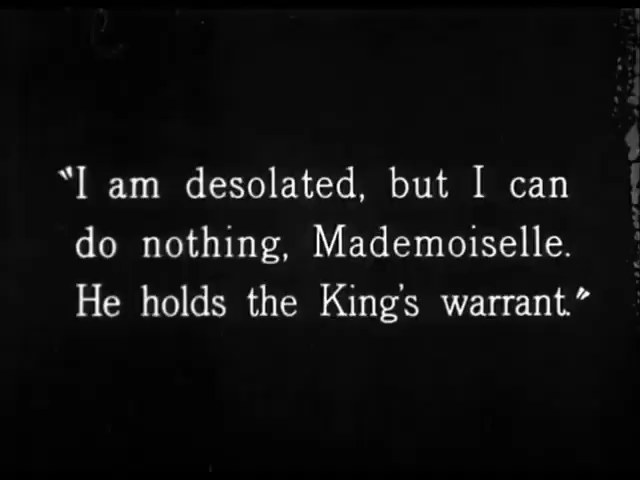 "I am desolated, but I can
do nothing, Mademoiselle.
He holds the King's warrant."